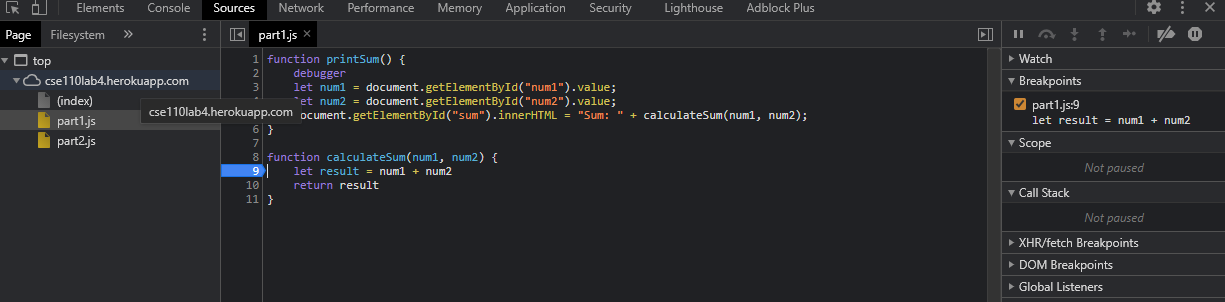 Elements Console Sources Network Performance Memory Application Security Lighthouse Adblock Plus
Page Filesystem
top
cse110lab4.herokuapp.com
(index)
part1.js
part2.js
cse110lab4.herokuapp.com
part1.js
1 function printSum() {
2 debugger
3 let num1 = document.getElementById("num1").value;
let num2 = document.getElementById("num2").value;
ocument.getElementById("sum").innerHTML = "Sum: " + calculateSum(num1, num2);
6 }
7
8 function calculateSum(num1, num2) {
9 let result = num1 + num2
10 return result
11 }
Watch
Breakpoints
part1.js:9
let result = num1 + num2
Scope
Not paused
Call Stack
Not paused
XHR/fetch Breakpoints
DOM Breakpoints
Global Listeners